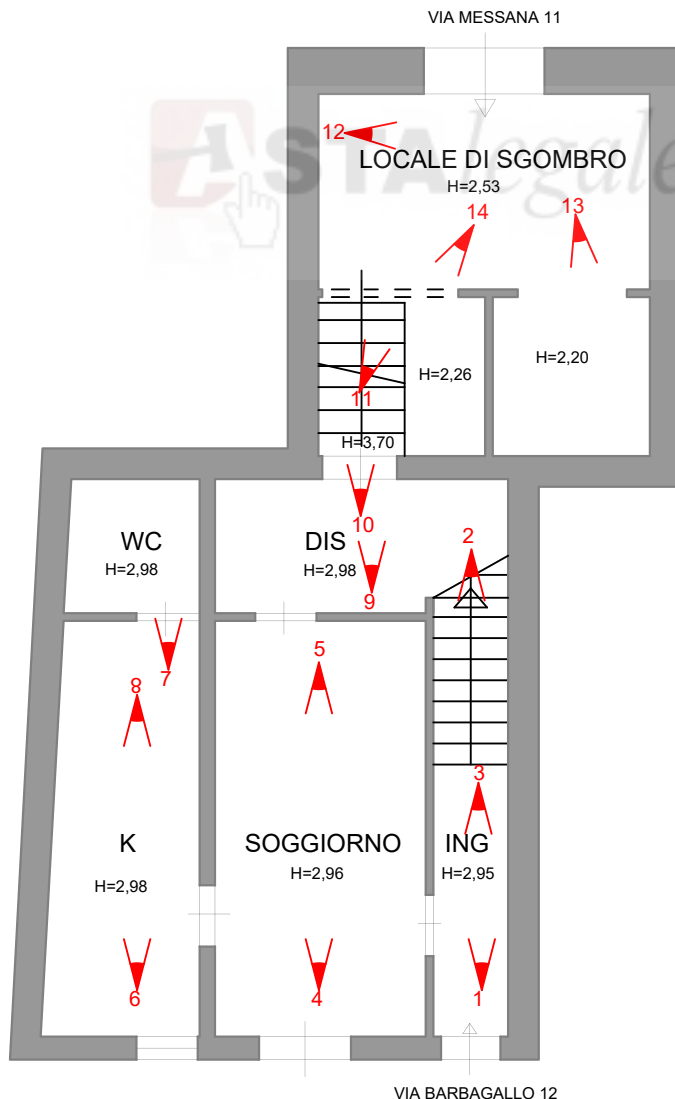 VIA MESSANA 11
ASTAlegale
12
LOCALE DI SGOMBRO
H=2,53
14
13
H=2,26
H=2,20
11
H=3,70
WC
H=2,98
DIS
H=2,98
10
9
2
5
7
8
3
K
H=2,98
SOGGIORNO
H=2,96
ING
H=2,95
6
4
1
VIA BARBAGALLO 12